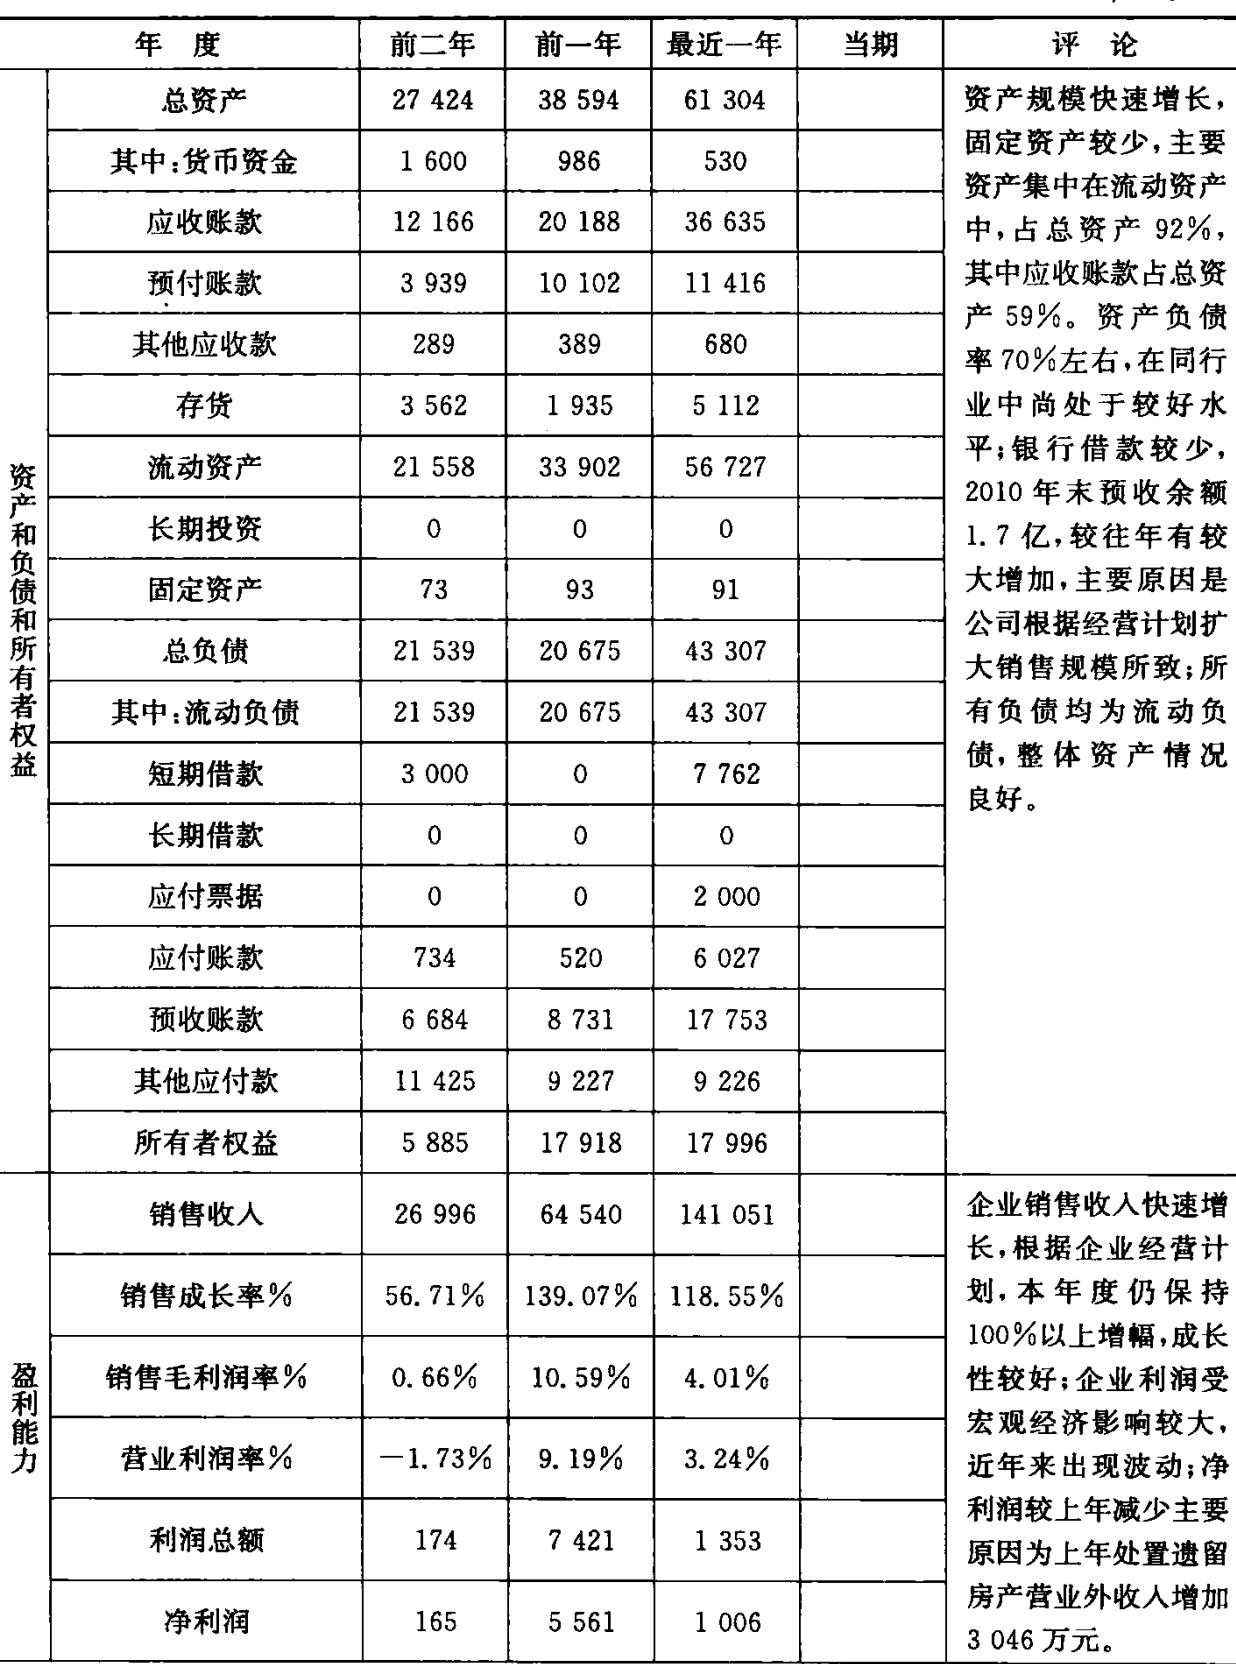 年 度 前二年 前一年 最近一年 当期 评 论
资产和负债和所有者权益
总资产 27 424 38 594 61 304
其中:货币资金 1 600 986 530
应收账款 12 166 20 188 36 635
预付账款 3 939 10 102 11 416
其他应收款 289 389 680
存货 3 562 1 935 5 112
流动资产 21 558 33 902 56 727
长期投资 0 0 0
固定资产 73 93 91
总负债 21 539 20 675 43 307
其中:流动负债 21 539 20 675 43 307
短期借款 3 000 0 7 762
长期借款 0 0 0
应付票据 0 0 2 000
应付账款 734 520 6 027
预收账款 6 684 8 731 17 753
其他应付款 11 425 9 227 9 226
所有者权益 5 885 17 918 17 996
资产规模快速增长,
固定资产较少,主要
资产集中在流动资产
中,占总资产 92%,
其中应收账款占总资
产 59%。资产负债
率 70%左右,在同行
业中尚处于较好水
平;银行借款较少,
2010 年末预收余额
1.7 亿,较往年有较
大增加,主要原因是
公司根据经营计划扩
大销售规模所致;所
有负债均为流动负
债,整体资产情况
良好。
盈利能力
销售收入 26 996 64 540 141 051
销售成长率% 56.71% 139.07% 118.55%
销售毛利润率% 0.66% 10.59% 4.01%
营业利润率% －1.73% 9.19% 3.24%
利润总额 174 7 421 1 353
净利润 165 5 561 1 006
企业销售收入快速增
长,根据企业经营计
划,本年度仍保持
100%以上增幅,成长
性较好;企业利润受
宏观经济影响较大,
近年来出现波动;净
利润较上年减少主要
原因为上年处置遗留
房产营业外收入增加
3 046 万元。